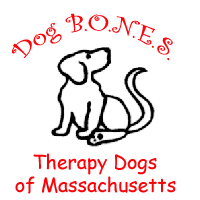 Dog B.O.N.E.S.
Therapy Dogs
of Massachusetts